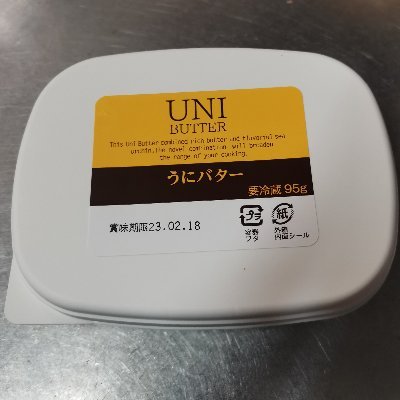 UNI
BUTTER
This Uni Butter combined rich butter and flavorful sea
urchin, the novel combination will broaden
the range of your cooking.
うにバター
要冷蔵 95g
賞味期限23.02.18
プラ
紙
容器
フタ
外装
内面シール